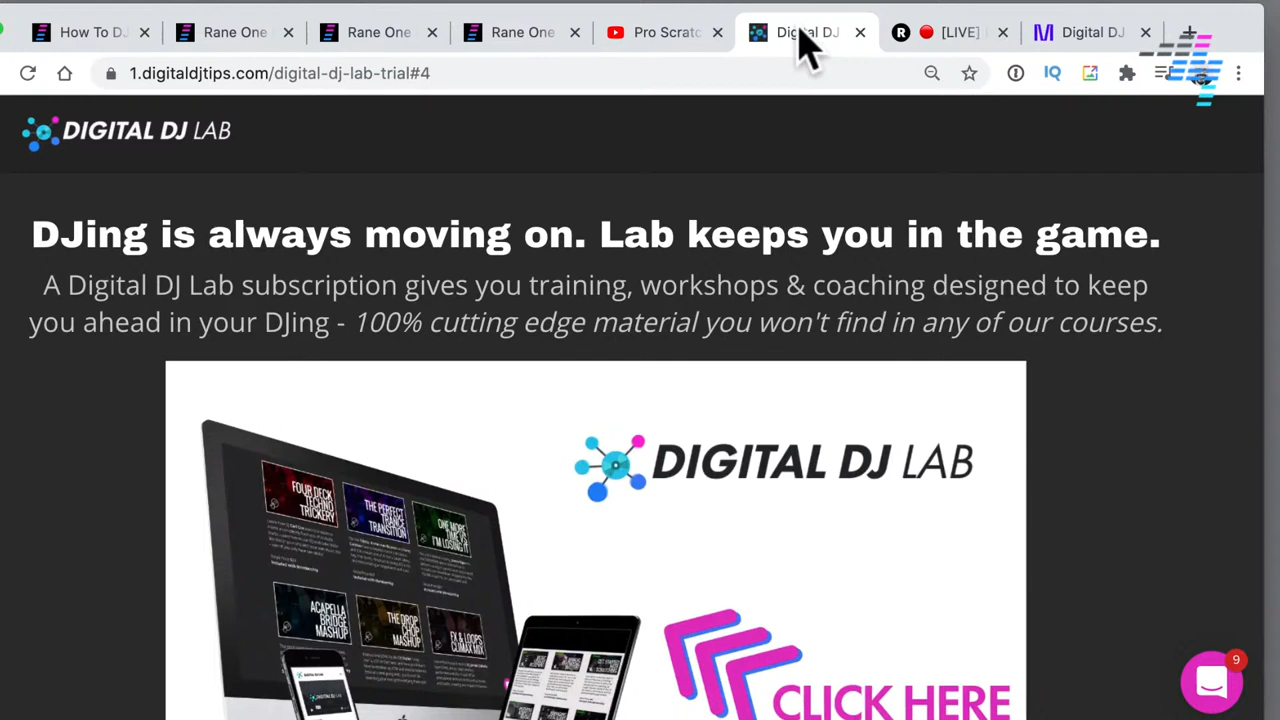 How To DJ
Rane One
Rane One
Rane One
Pro Scratc
Digital DJ
[LIVE]
Digital DJ
1.digitaldjtips.com/digital-dj-lab-trial#4
IQ
DIGITAL DJ LAB
DJing is always moving on. Lab keeps you in the game.
A Digital DJ Lab subscription gives you training, workshops & coaching designed to keep
you ahead in your DJing - 100% cutting edge material you won't find in any of our courses.
DIGITAL DJ LAB
FOUR DECK
TECHNO
TRICKERY
THE PERFECT
TRANCE
TRANSITION
ONE MORE
TIME VS
I'M LOSING IT
ACAPELLA
BRIDGE
MASHUP
THE DROP
SWAP
MASHUP
FX & LOOPS
CLIMAX MIX
CLICK HERE
9